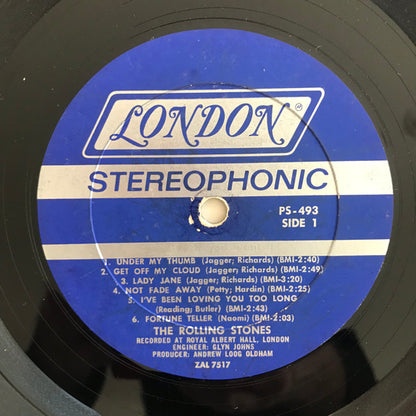 LONDON ®
STEREOPHONIC
PS-493
SIDE 1
1. UNDER MY THUMB (Jagger; Richards) (BMI-2:40)
2. GET OFF MY CLOUD (Jagger; Richards) (BMI-2:49)
3. LADY JANE (Jagger; Richards) (BMI-3:20)
4. NOT FADE AWAY (Petty; Hardin) (BMI-2:25)
5. I'VE BEEN LOVING YOU TOO LONG
(Reading; Butler) (BMI-2:43)
6. FORTUNE TELLER (Naomi) (BMI-2:03)
THE ROLLING STONES
RECORDED AT ROYAL ALBERT HALL, LONDON
ENGINEER: GLYN JOHNS
PRODUCER: ANDREW LOOG OLDHAM
ZAL 7517